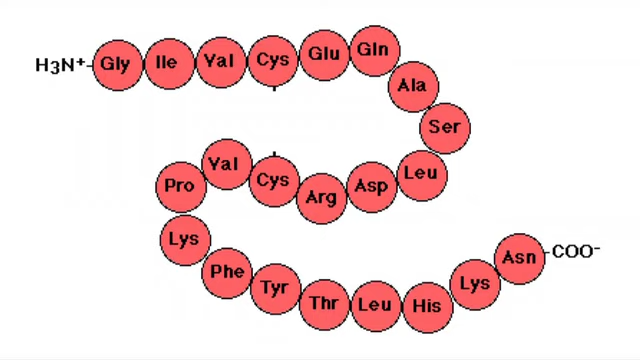 H3N+ Gly Ile Val Cys Glu Gln
Ala
Ser
Leu
Asp
Arg
Cys
Val
Pro
Lys
Phe
Tyr
Thr
Leu
His
Lys
Asn COO-